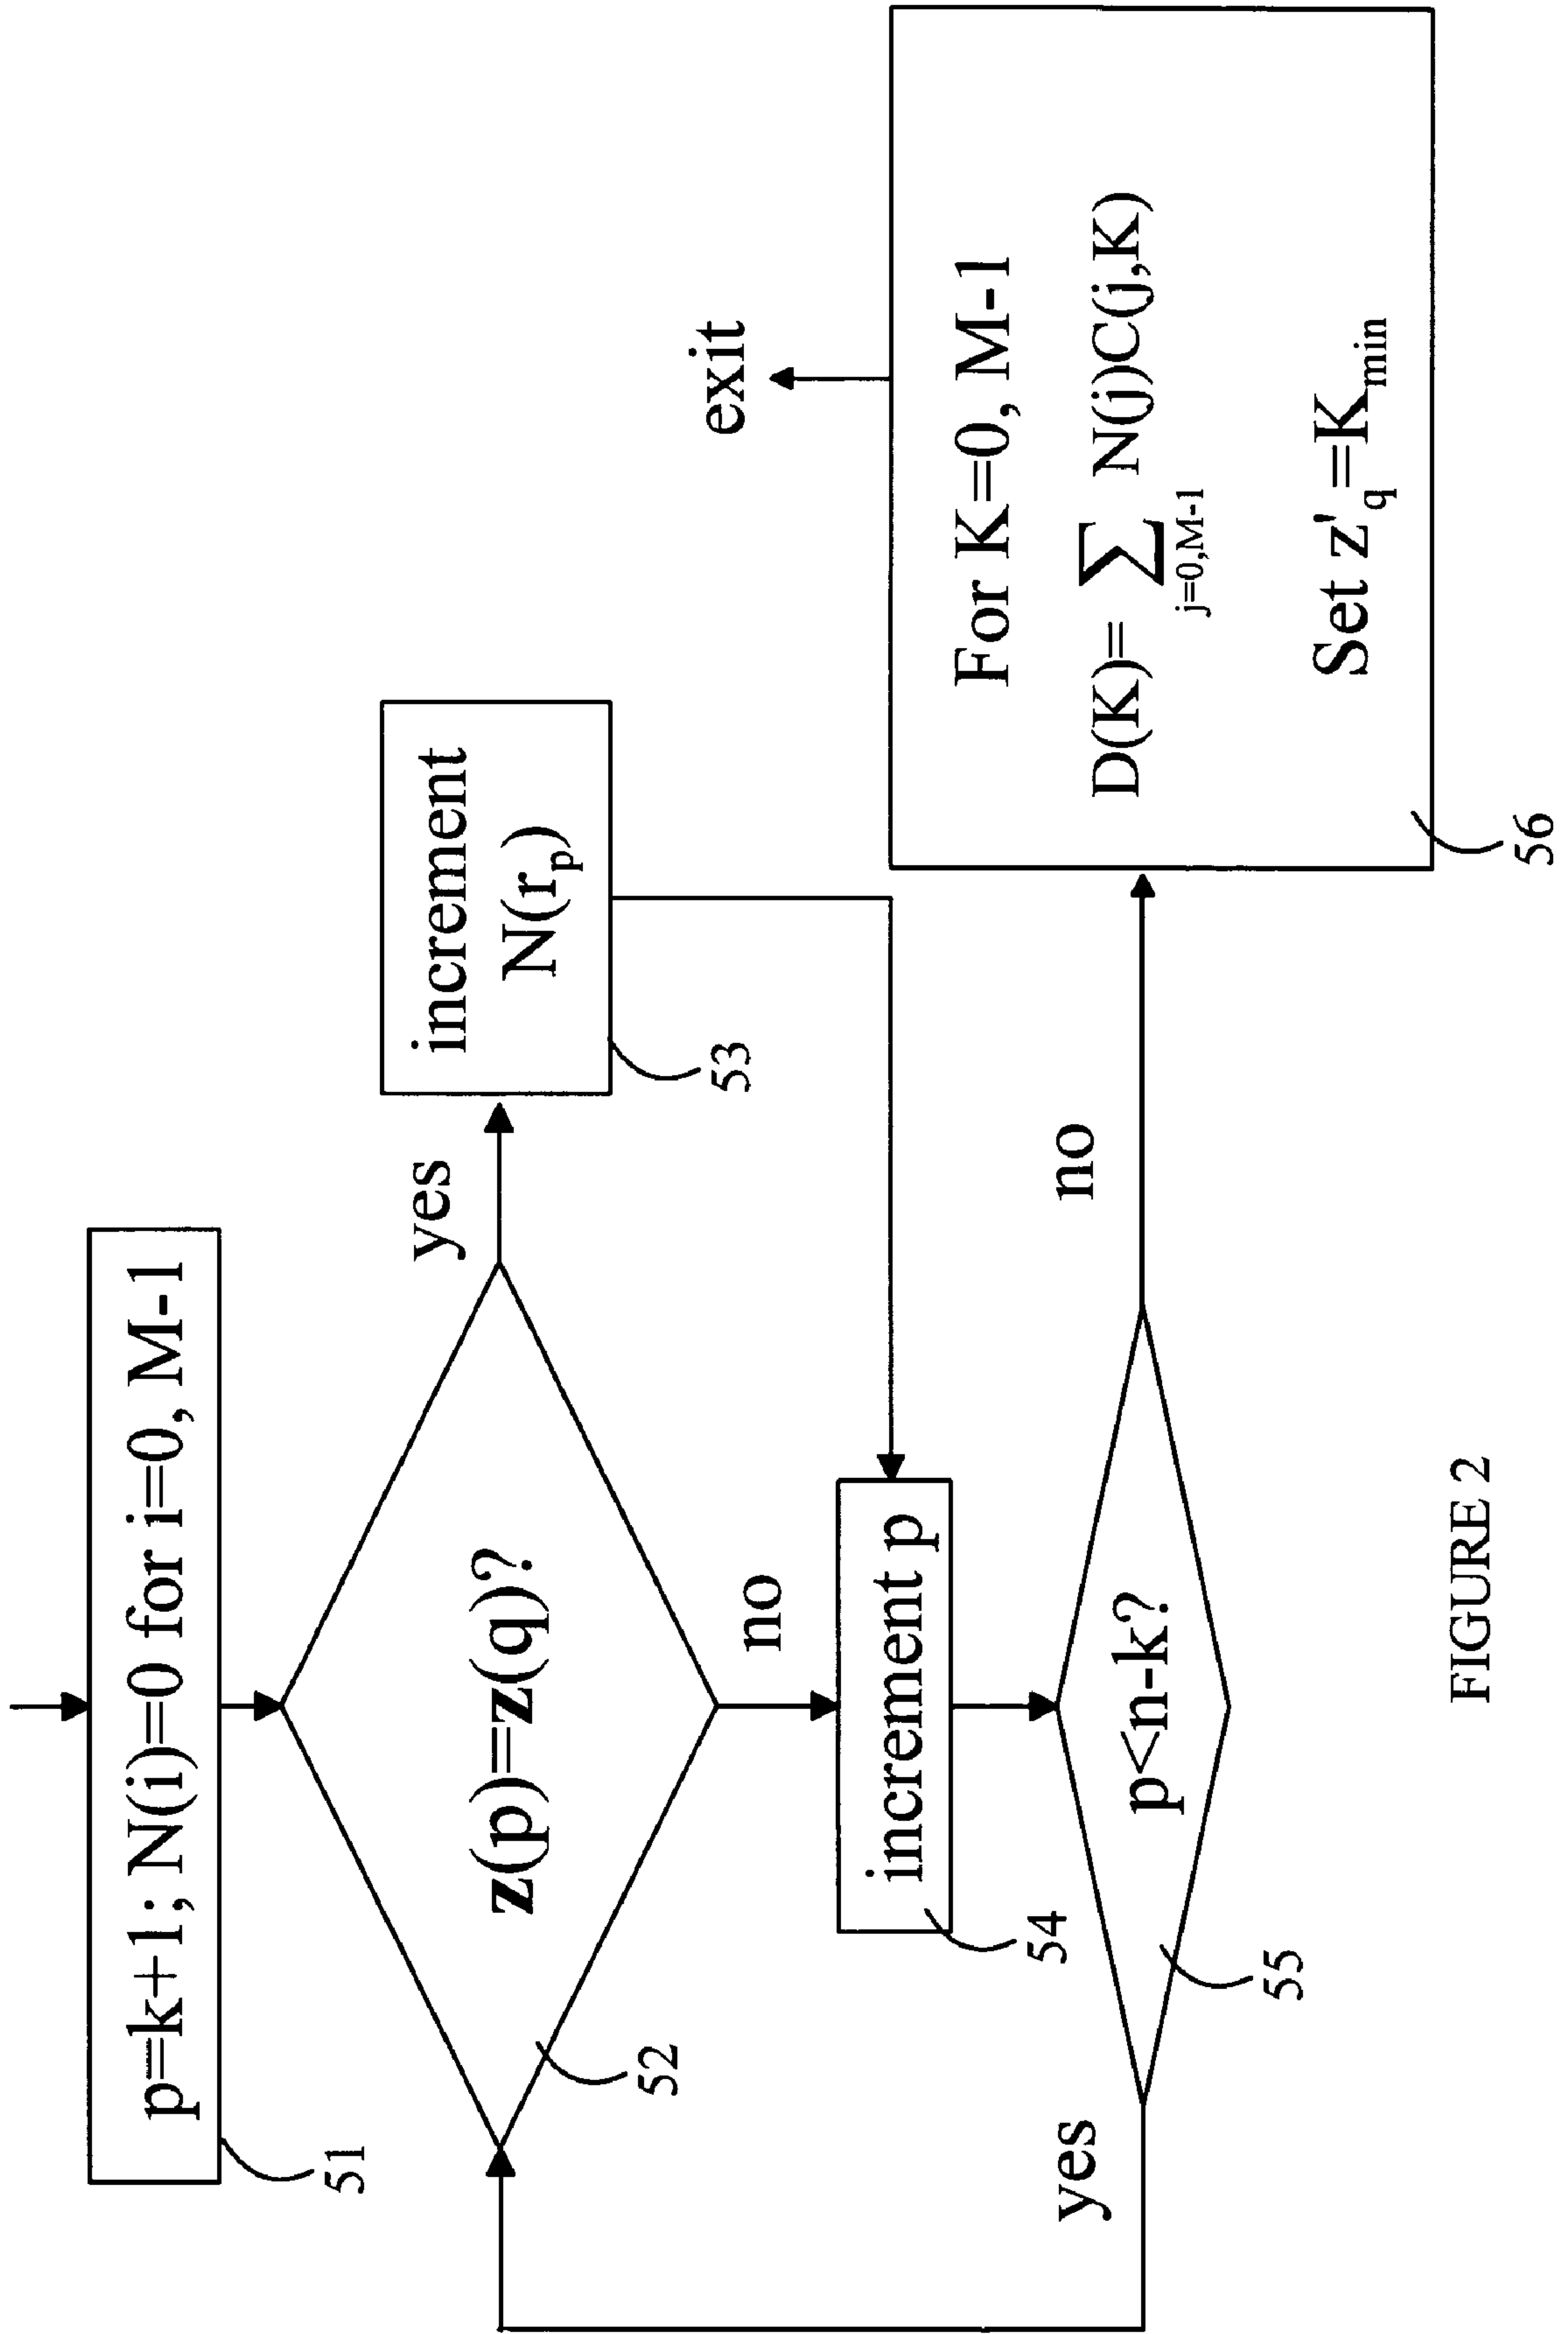 p=k+1; N(i)=0 for i=0, M-1
51
z(p)=z(q)?
52
yes
increment
N(r_p)
53
no
increment p
54
p<n-k?
55
yes
no
exit
For K=0, M-1
D(K)= ∑ N(j)C(j,K)
j=0,M-1
Set z'_q=K_min
56
FIGURE 2